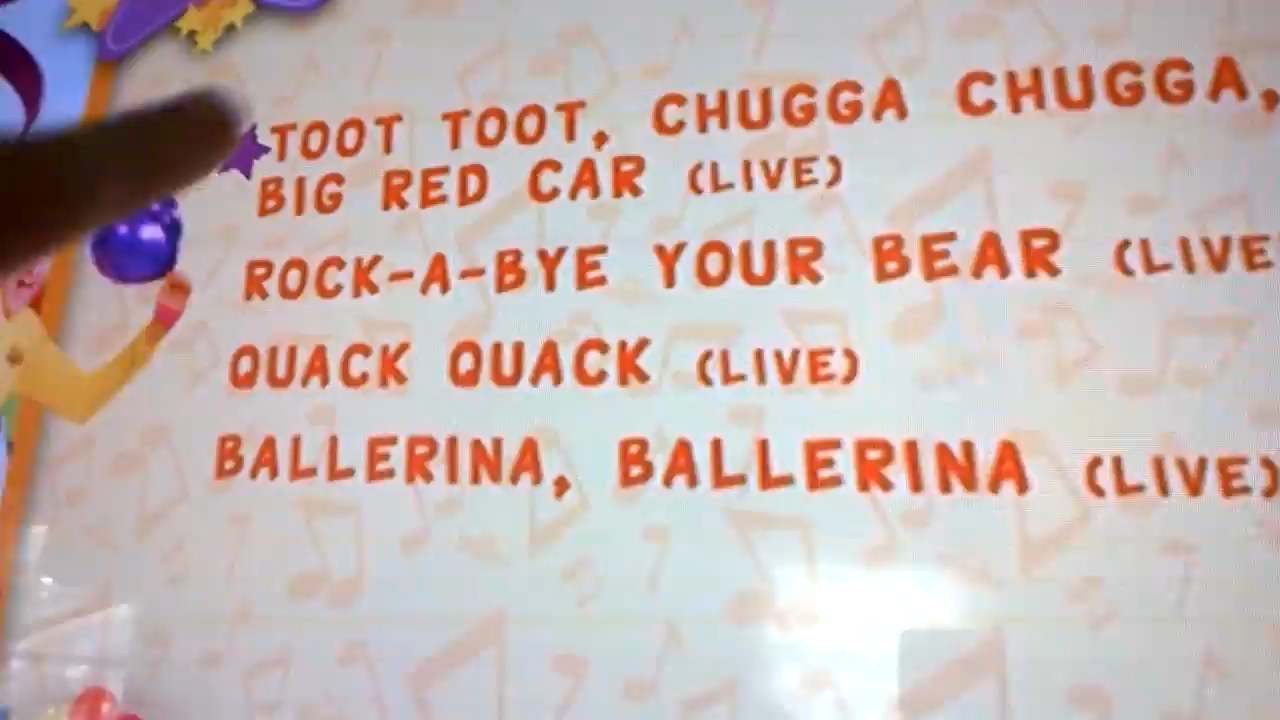 TOOT TOOT, CHUGGA CHUGGA,
BIG RED CAR (LIVE)
ROCK-A-BYE YOUR BEAR (LIVE
QUACK QUACK (LIVE)
BALLERINA, BALLERINA (LIVE)